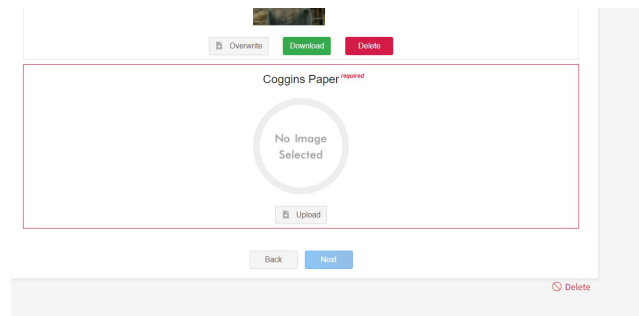 Overwrite Download Delete
Coggins Paper required
No Image
Selected
Upload
Back Next
Delete